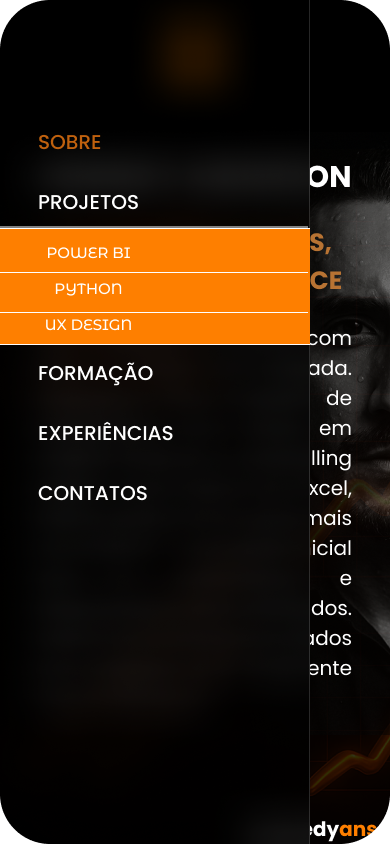 SOBRE
PROJETOS
POWER BI
PYTHON
UX DESIGN
FORMAÇÃO
EXPERIÊNCIAS
CONTATOS
ON
S,
CE
com
ada.
de
em
lling
xcel,
mais
icial
e
dos.
ados
ente
edyans